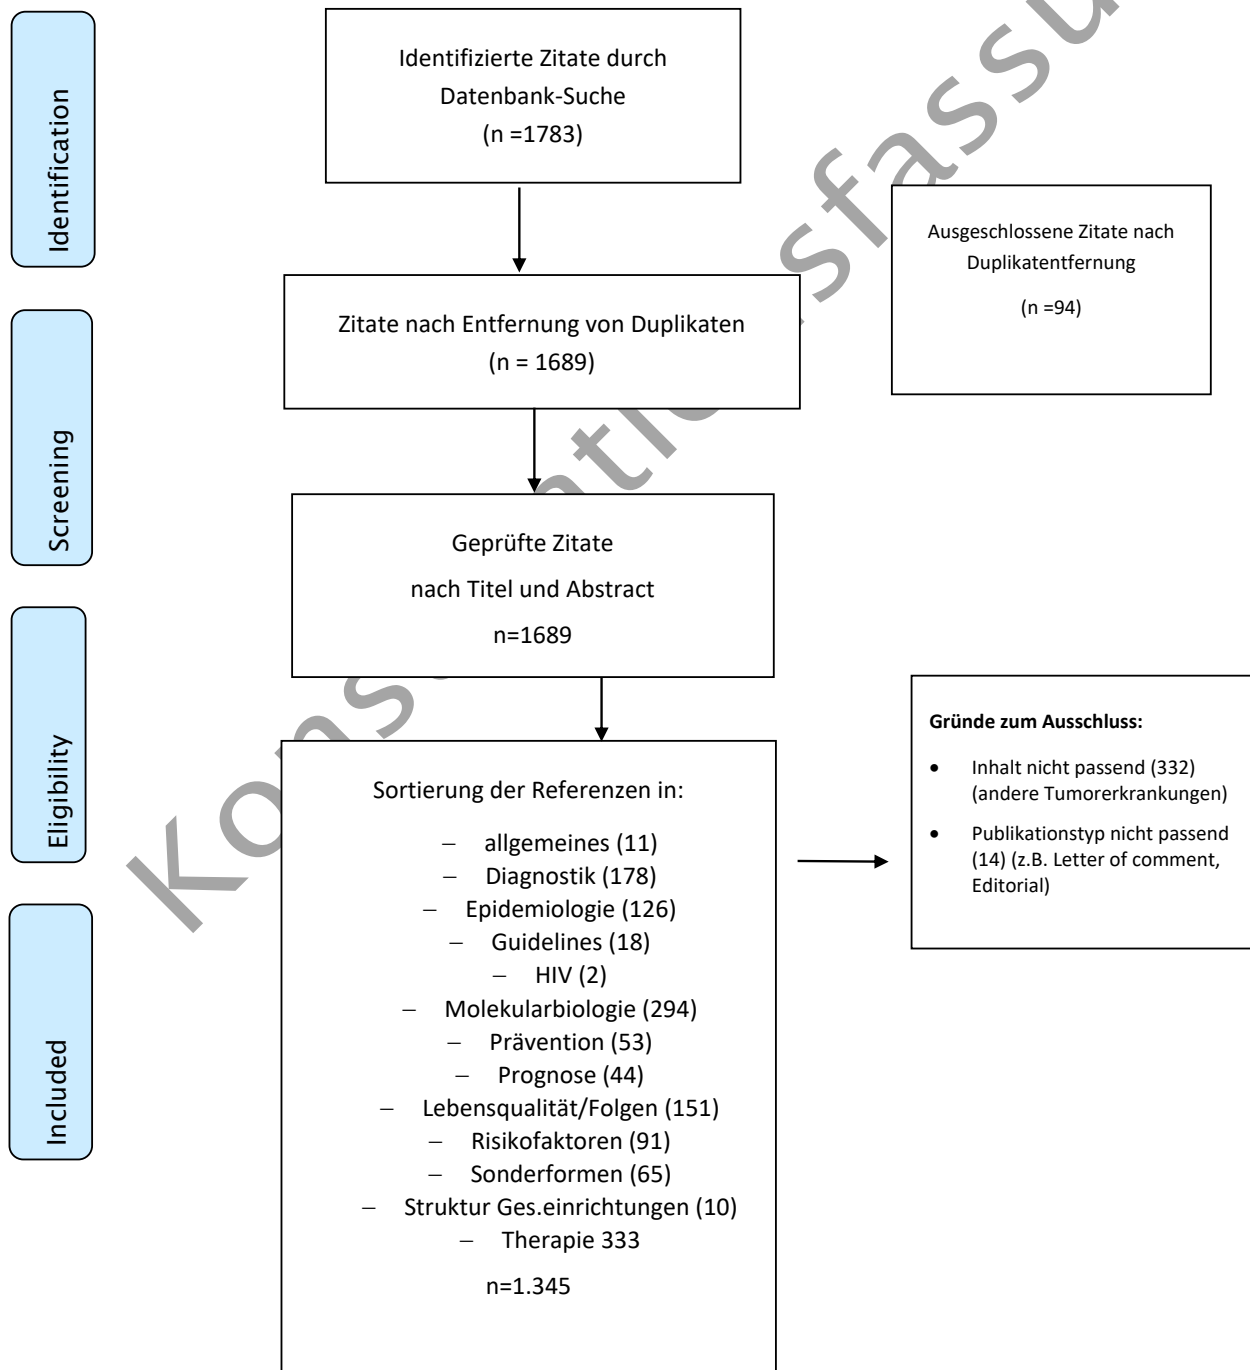 Identification
Identifizierte Zitate durch
Datenbank-Suche
(n =1783)
Ausgeschlossene Zitate nach
Duplikatentfernung
(n =94)
Screening
Zitate nach Entfernung von Duplikaten
(n = 1689)
Geprüfte Zitate
nach Titel und Abstract
n=1689
Eligibility
Gründe zum Ausschluss:
• Inhalt nicht passend (332)
(andere Tumorerkrankungen)
• Publikationstyp nicht passend
(14) (z.B. Letter of comment,
Editorial)
Included
Sortierung der Referenzen in:
– allgemeines (11)
– Diagnostik (178)
– Epidemiologie (126)
– Guidelines (18)
– HIV (2)
– Molekularbiologie (294)
– Prävention (53)
– Prognose (44)
– Lebensqualität/Folgen (151)
– Risikofaktoren (91)
– Sonderformen (65)
– Struktur Ges.einrichtungen (10)
– Therapie 333
n=1.345